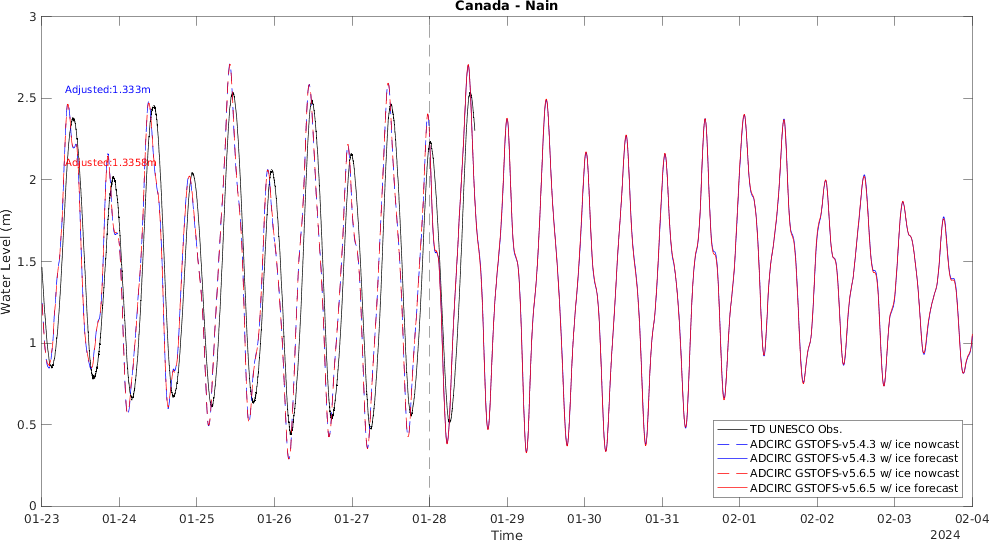 Canada - Nain
3
2.5
2
1.5
1
0.5
0
Water Level (m)
Adjusted:1.333m
Adjusted:1.3358m
TD UNESCO Obs.
ADCIRC GSTOFS-v5.4.3 w/ ice nowcast
ADCIRC GSTOFS-v5.4.3 w/ ice forecast
ADCIRC GSTOFS-v5.6.5 w/ ice nowcast
ADCIRC GSTOFS-v5.6.5 w/ ice forecast
01-23 01-24 01-25 01-26 01-27 01-28 01-29 01-30 01-31 02-01 02-02 02-03 02-04
Time
2024